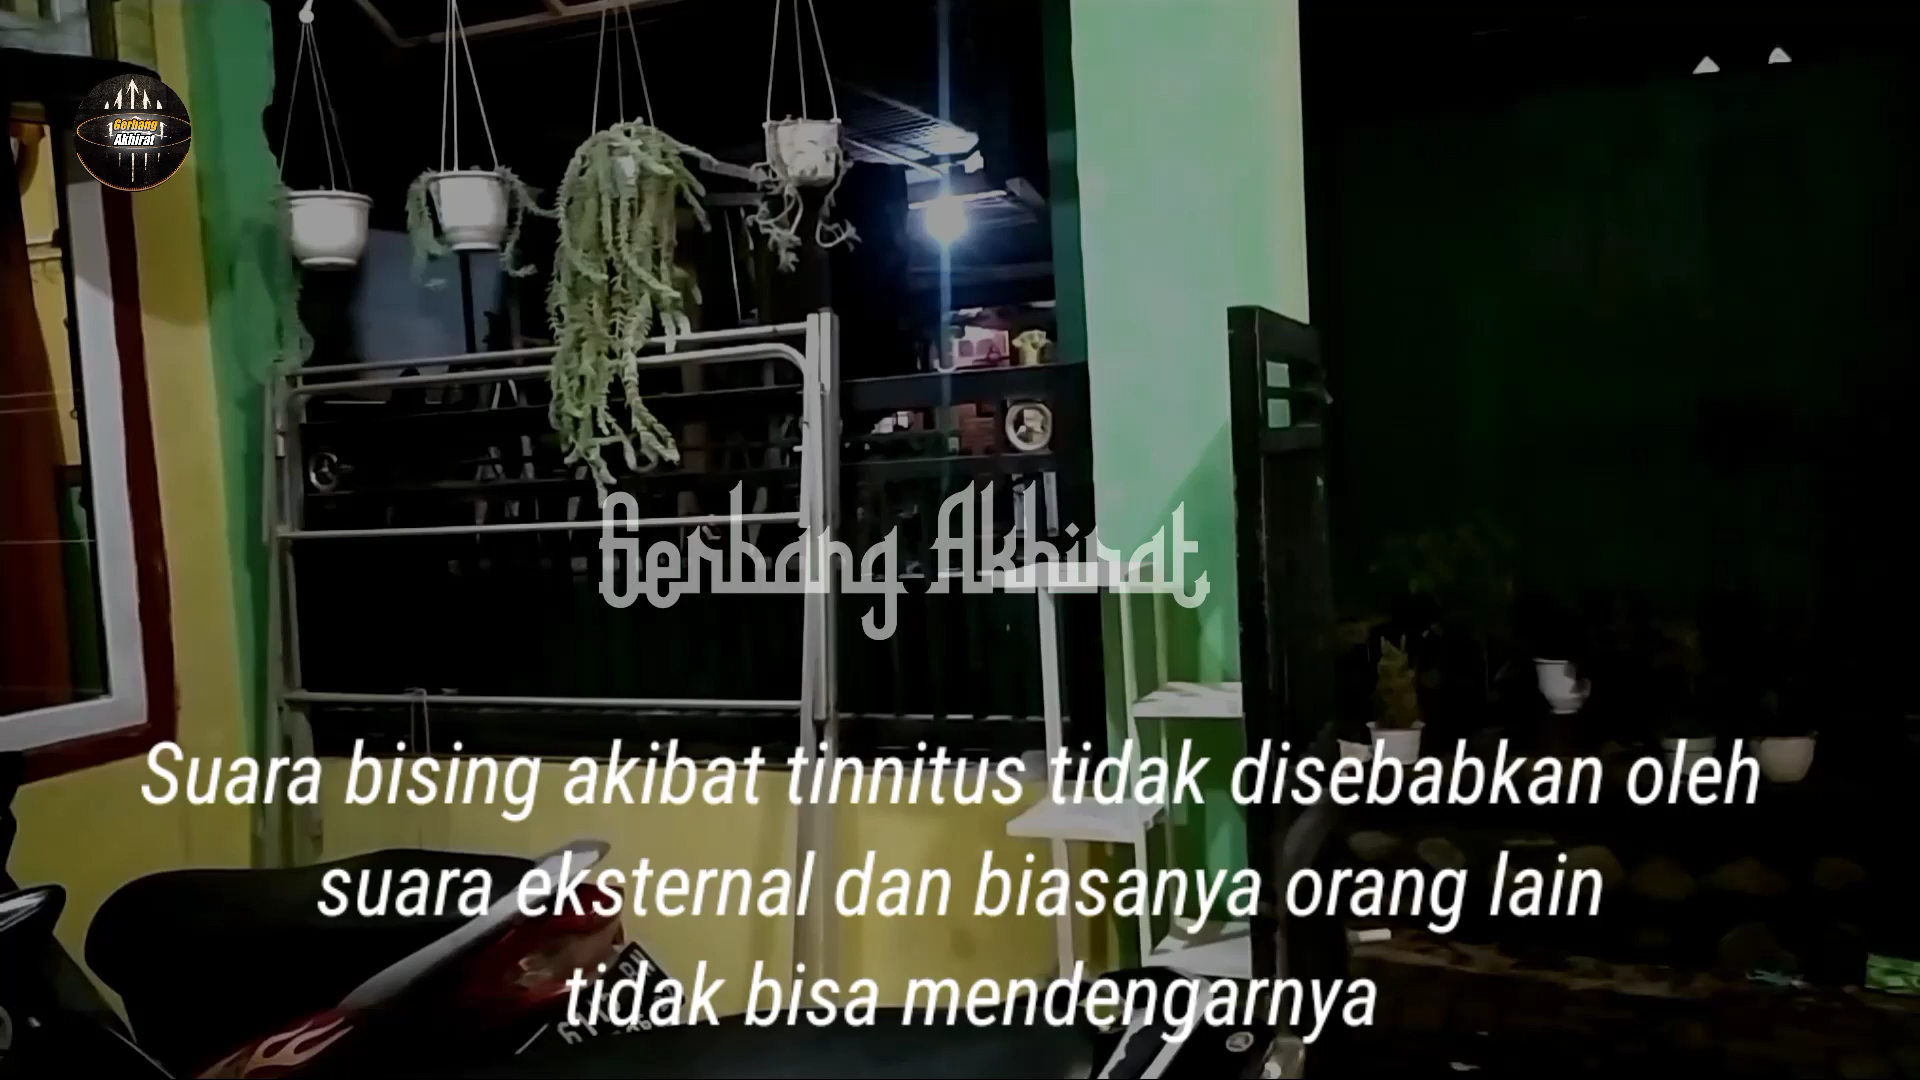 Gerbang
Akhirat
Gerbang Akhirat
Suara bising akibat tinnitus tidak disebabkan oleh
suara eksternal dan biasanya orang lain
tidak bisa mendengarnya